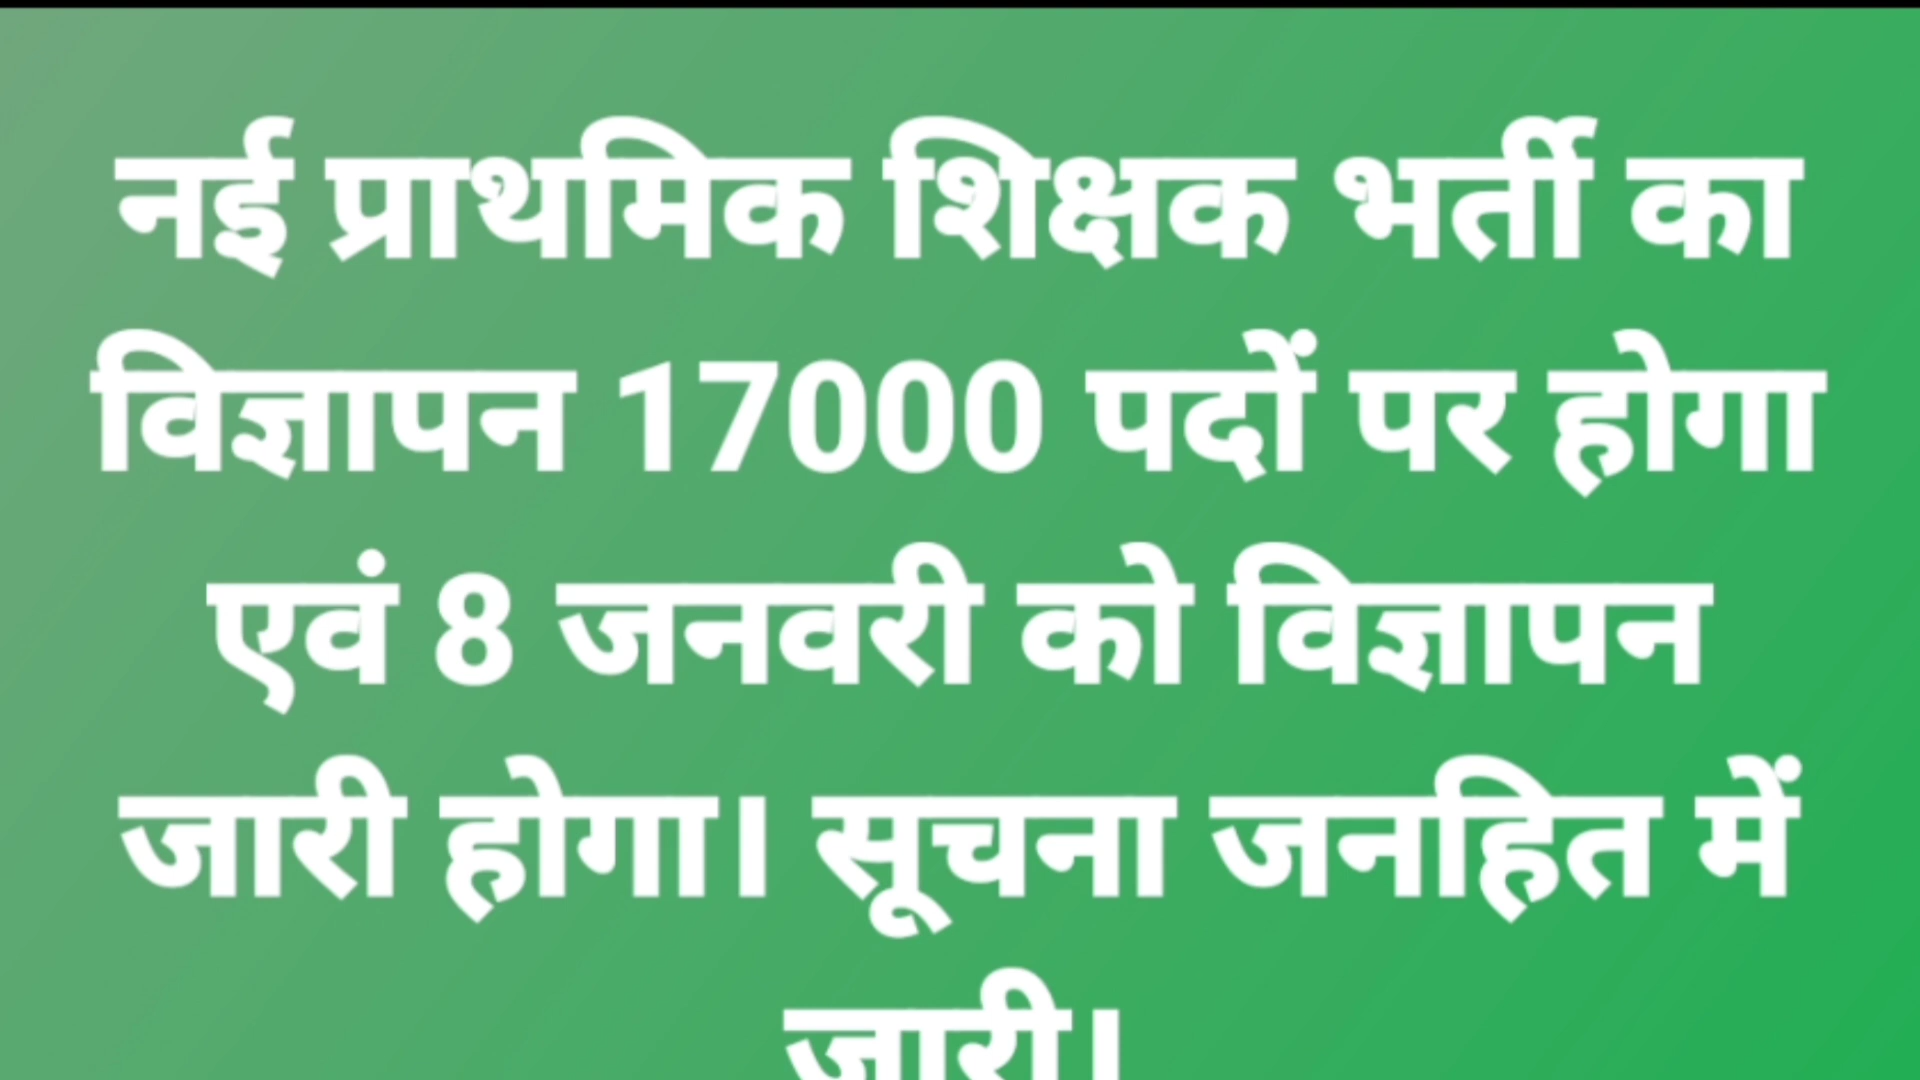 नई प्राथमिक शिक्षक भर्ती का
विज्ञापन 17000 पदों पर होगा
एवं 8 जनवरी को विज्ञापन
जारी होगा। सूचना जनहित में
जारी।